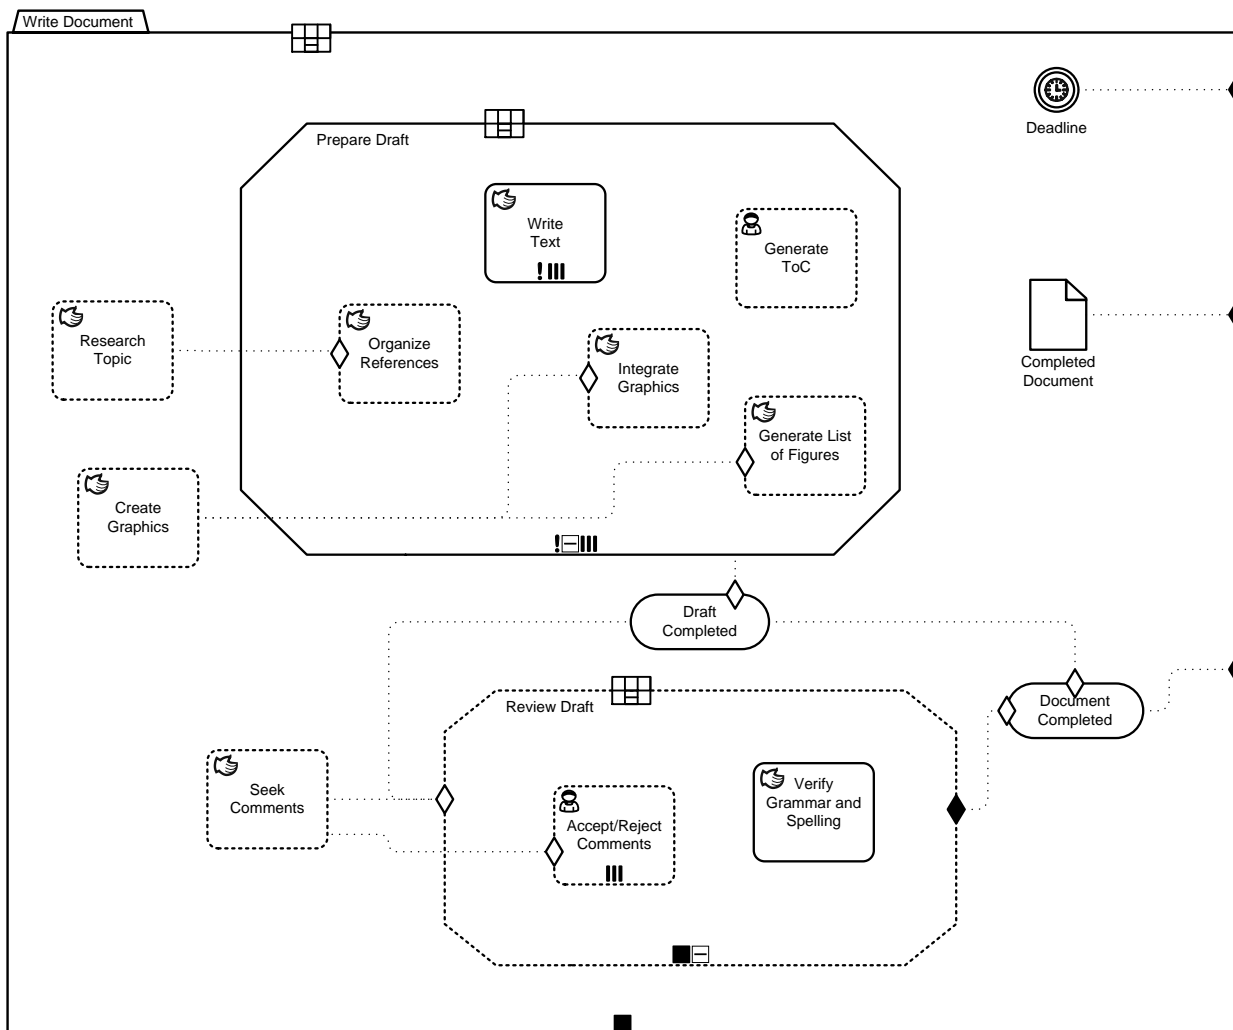 Write Document
Deadline
Prepare Draft
Write
Text
Generate
ToC
Research
Topic
Organize
References
Integrate
Graphics
Completed
Document
Generate List
of Figures
Create
Graphics
Draft
Completed
Review Draft
Document
Completed
Seek
Comments
Accept/Reject
Comments
Verify
Grammar and
Spelling